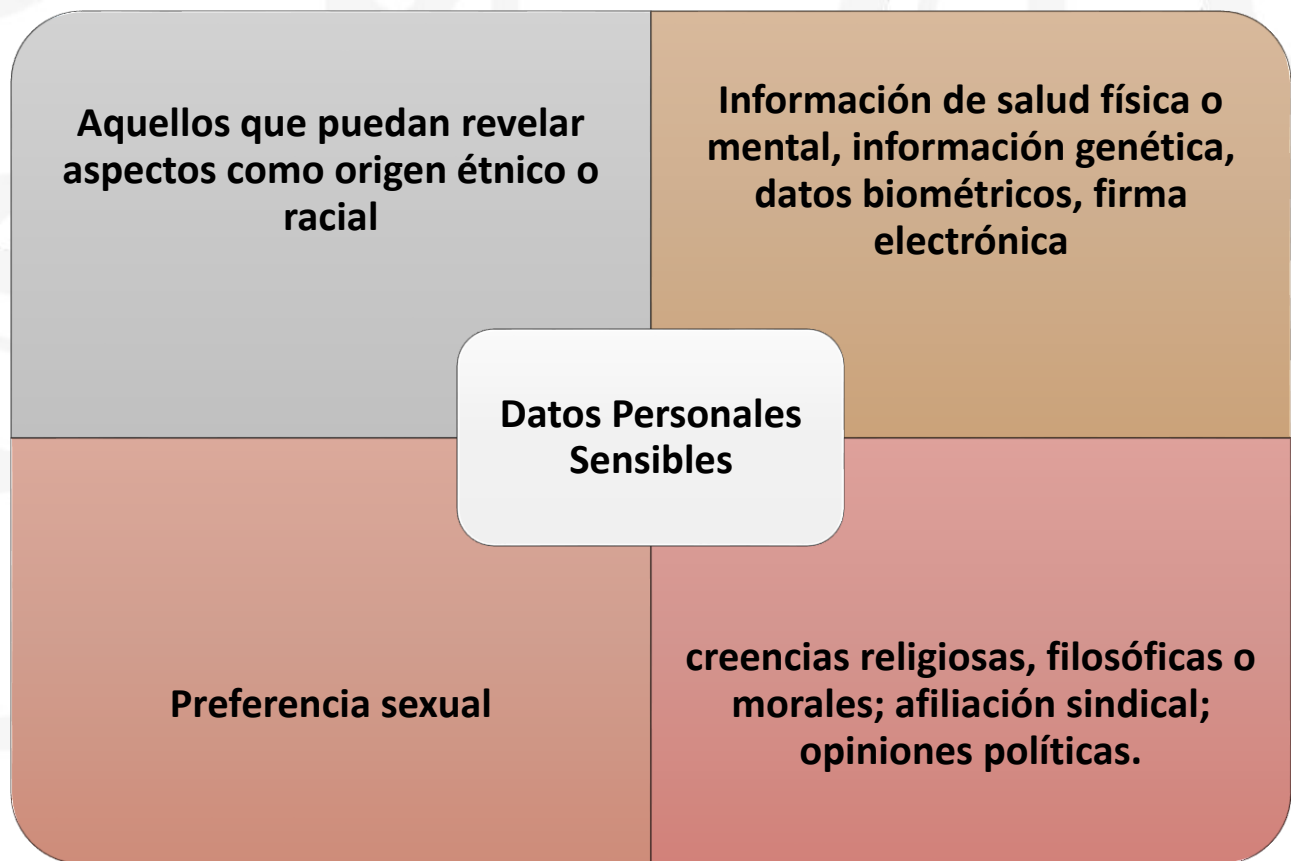 Aquellos que puedan revelar
aspectos como origen étnico o
racial
Información de salud física o
mental, información genética,
datos biométricos, firma
electrónica
Datos Personales
Sensibles
Preferencia sexual
creencias religiosas, filosóficas o
morales; afiliación sindical;
opiniones políticas.